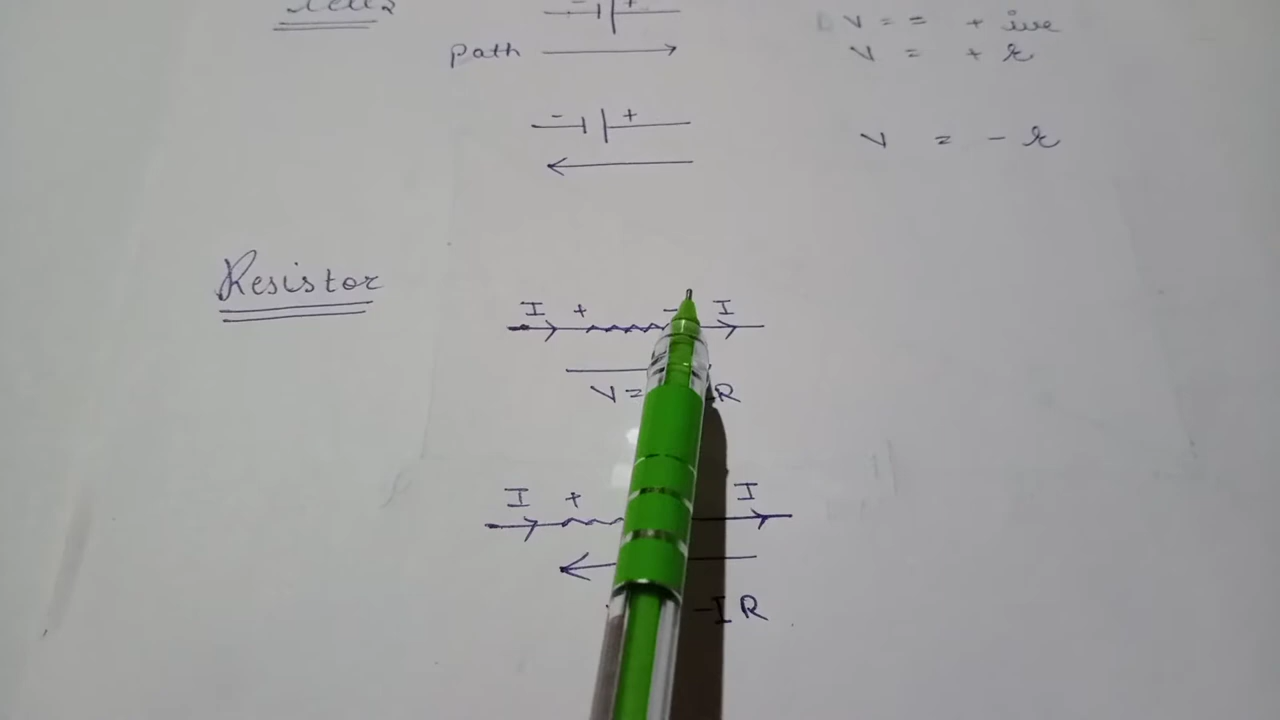 - +
V = = + ive
path
V = + ɛ
- +
V = - ɛ
Resistor
I + - I
V = R
I + I
-IR